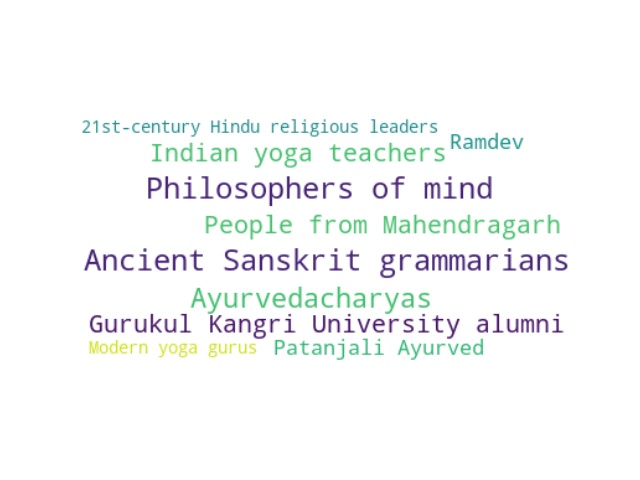 21st-century Hindu religious leaders
Ramdev
Indian yoga teachers
Philosophers of mind
People from Mahendragarh
Ancient Sanskrit grammarians
Ayurvedacharyas
Gurukul Kangri University alumni
Modern yoga gurus
Patanjali Ayurved